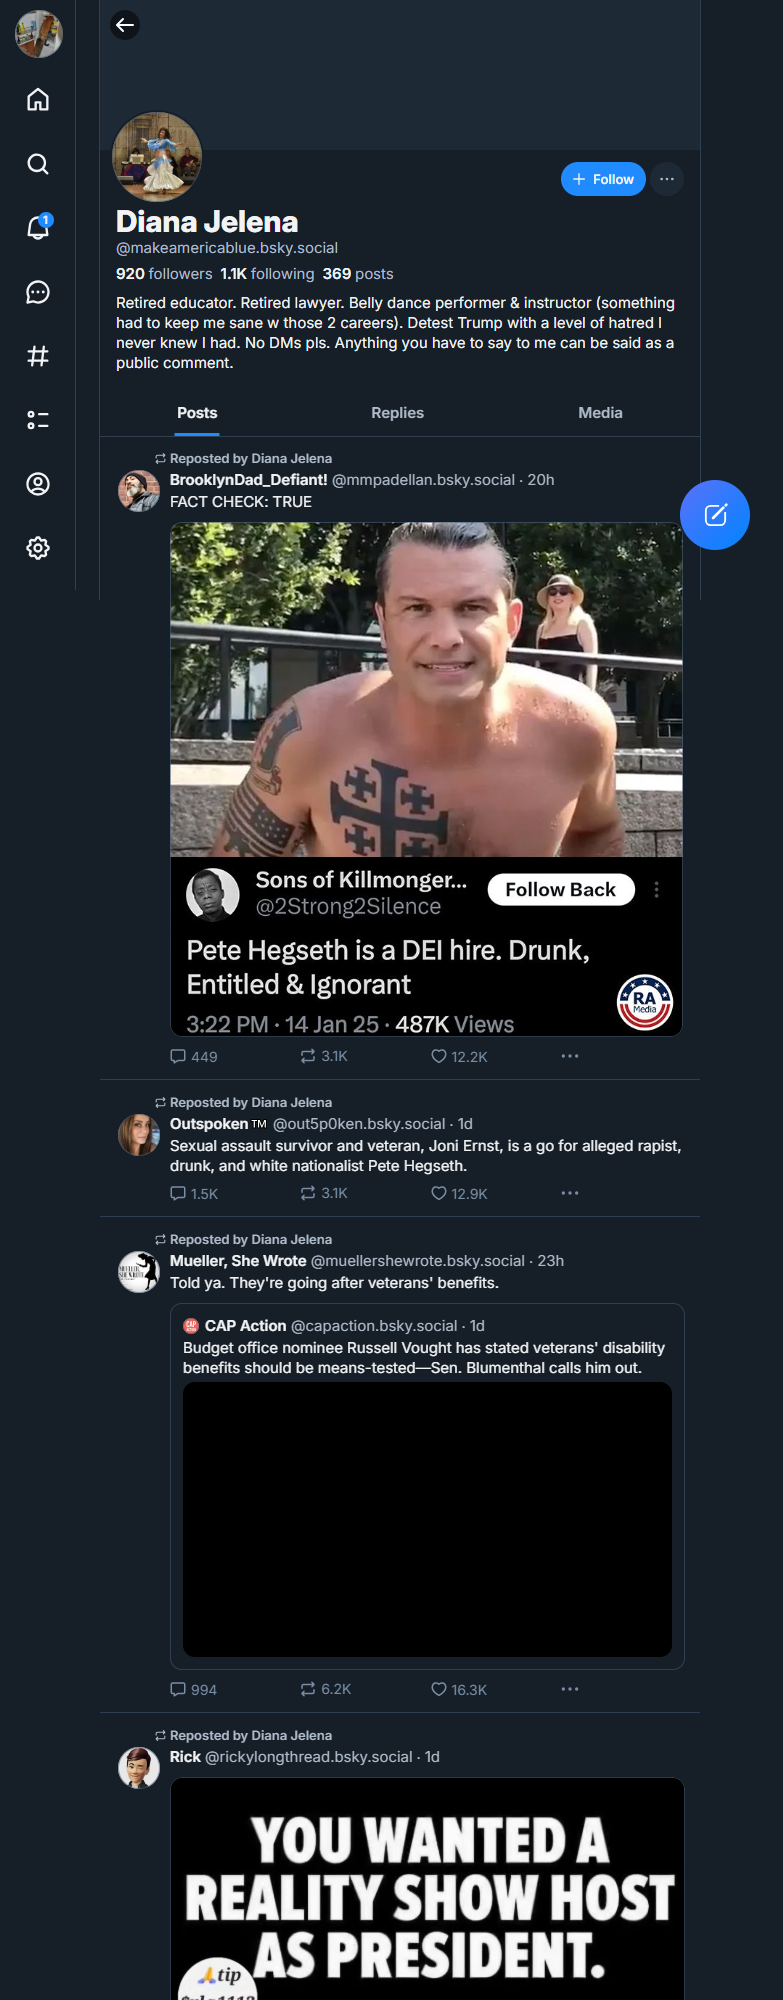 1
Follow
Diana Jelena
@makeamericablue.bsky.social
920 followers 1.1K following 369 posts
Retired educator. Retired lawyer. Belly dance performer & instructor (something
had to keep me sane w those 2 careers). Detest Trump with a level of hatred I
never knew I had. No DMs pls. Anything you have to say to me can be said as a
public comment.
Posts Replies Media
Reposted by Diana Jelena
BrooklynDad_Defiant! @mmpadellan.bsky.social · 20h
FACT CHECK: TRUE
Sons of Killmonger...
@2Strong2Silence
Follow Back
Pete Hegseth is a DEI hire. Drunk,
Entitled & Ignorant
RA
Media
3:22 PM · 14 Jan 25 · 487K Views
449 3.1K 12.2K
Reposted by Diana Jelena
Outspoken™ @out5p0ken.bsky.social · 1d
Sexual assault survivor and veteran, Joni Ernst, is a go for alleged rapist,
drunk, and white nationalist Pete Hegseth.
1.5K 3.1K 12.9K
Reposted by Diana Jelena
Mueller, She Wrote @muellershewrote.bsky.social · 23h
Told ya. They're going after veterans' benefits.
CAP Action @capaction.bsky.social · 1d
Budget office nominee Russell Vought has stated veterans' disability
benefits should be means-tested—Sen. Blumenthal calls him out.
994 6.2K 16.3K
Reposted by Diana Jelena
Rick @rickylongthread.bsky.social · 1d
YOU WANTED A
REALITY SHOW HOST
AS PRESIDENT.
tip